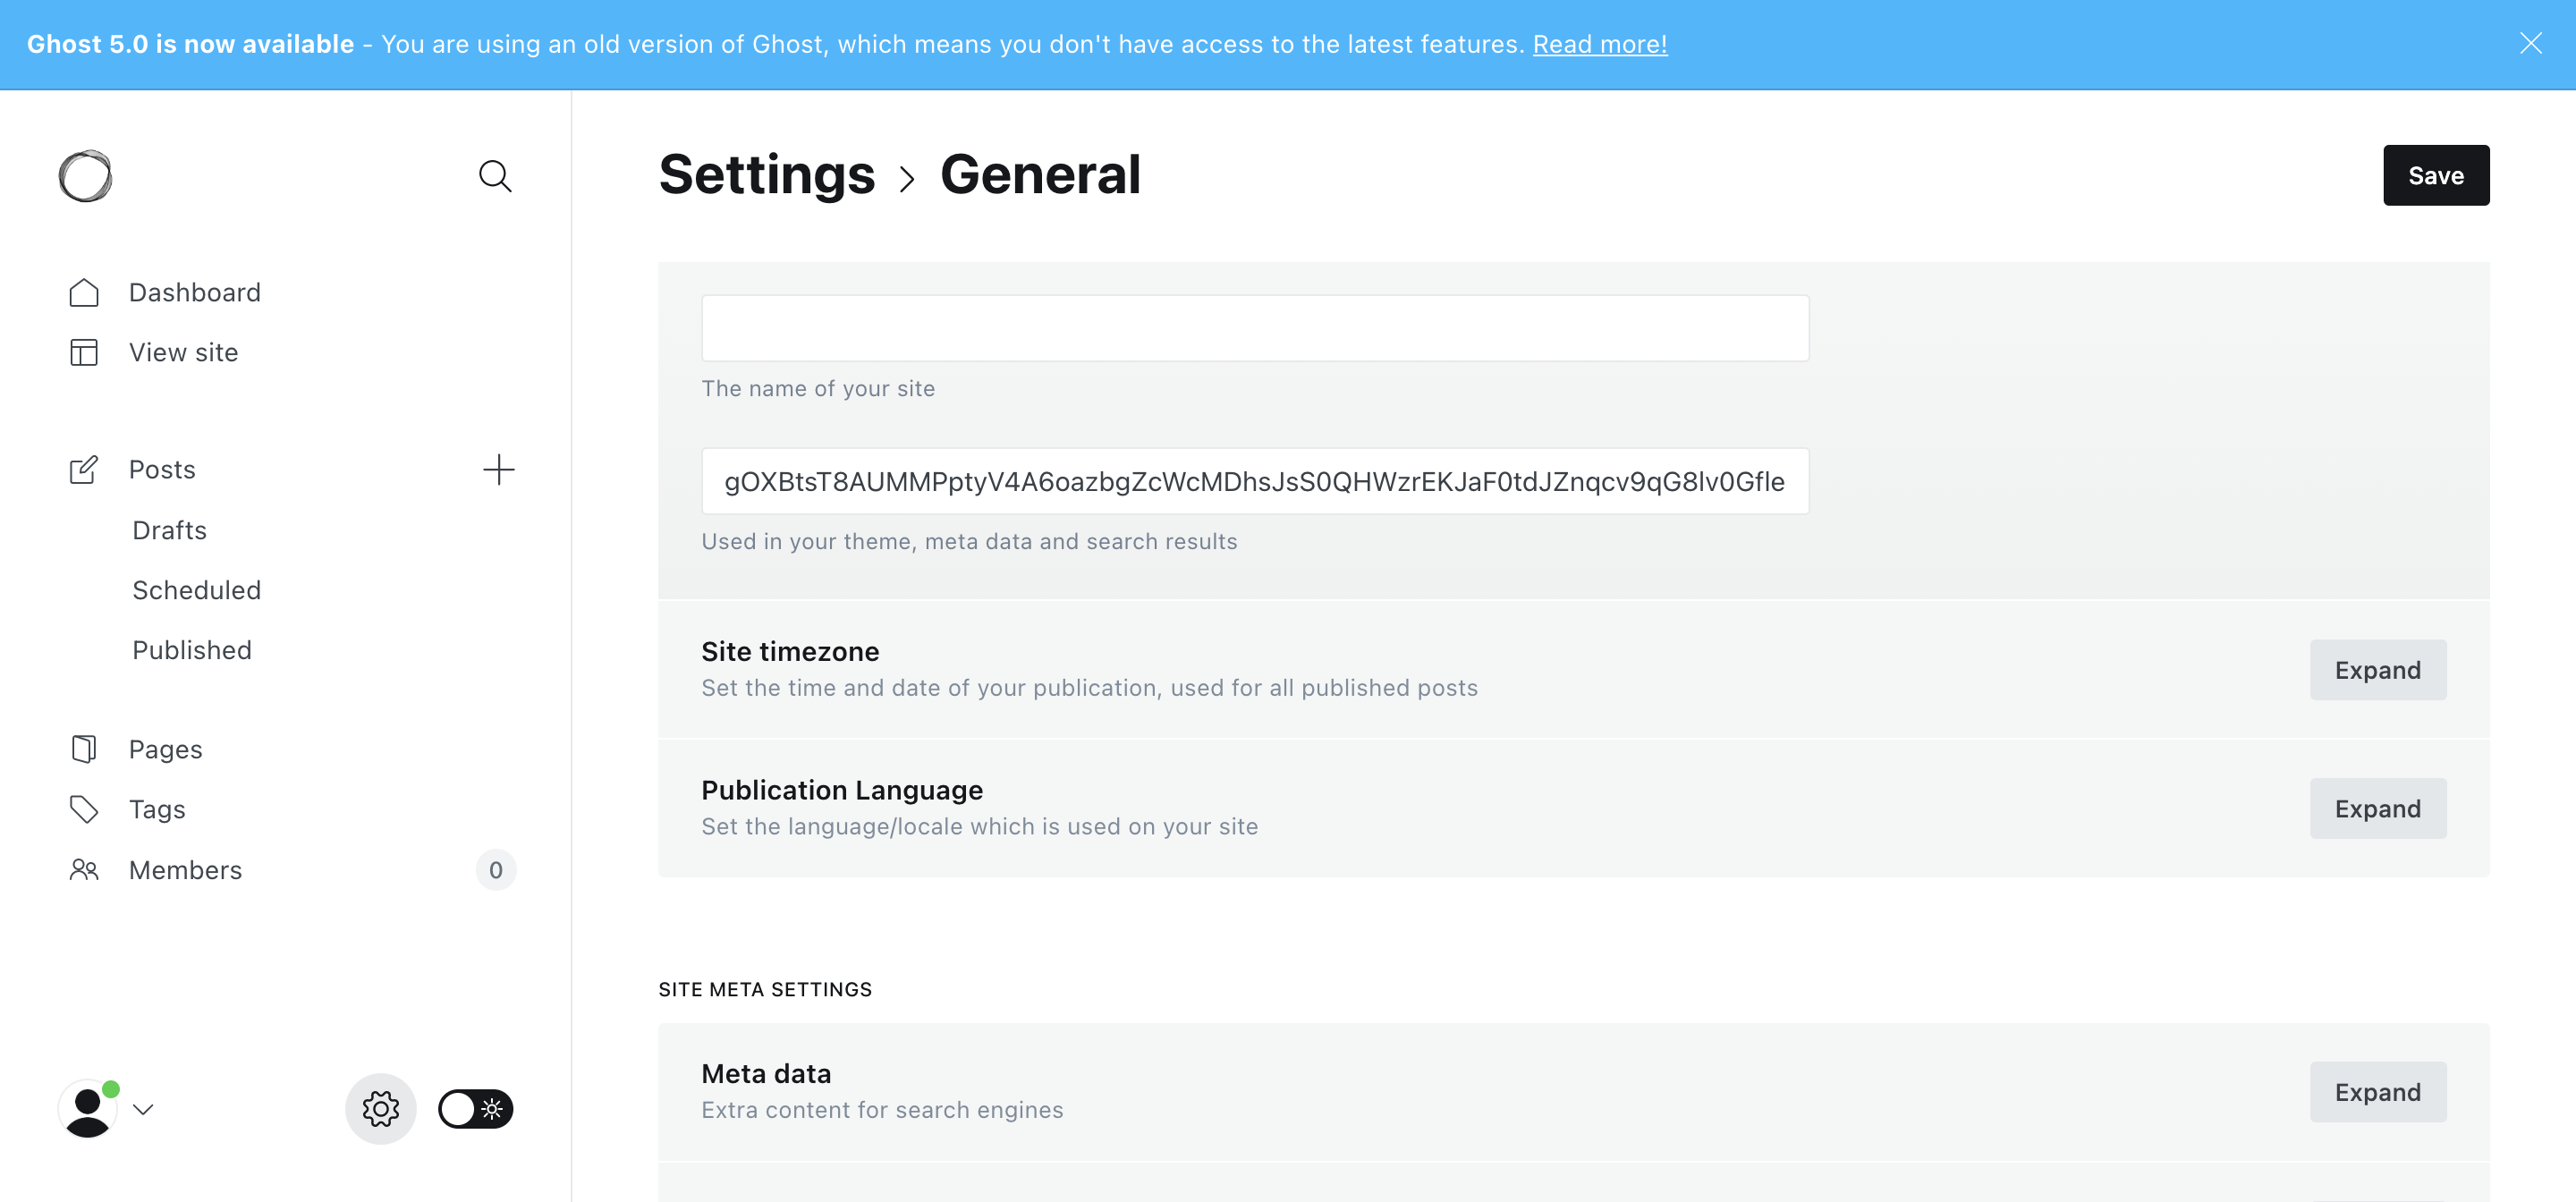 Ghost 5.0 is now available - You are using an old version of Ghost, which means you don't have access to the latest features. Read more!
Settings > General
Save
Dashboard
View site
Posts
Drafts
Scheduled
Published
Pages
Tags
Members 0
The name of your site
gOXBtsT8AUMMPptyV4A6oazbgZcWcMDhsJsS0QHWzrEKJaF0tdJZnqcv9qG8lv0Gfle
Used in your theme, meta data and search results
Site timezone
Set the time and date of your publication, used for all published posts
Expand
Publication Language
Set the language/locale which is used on your site
Expand
SITE META SETTINGS
Meta data
Extra content for search engines
Expand